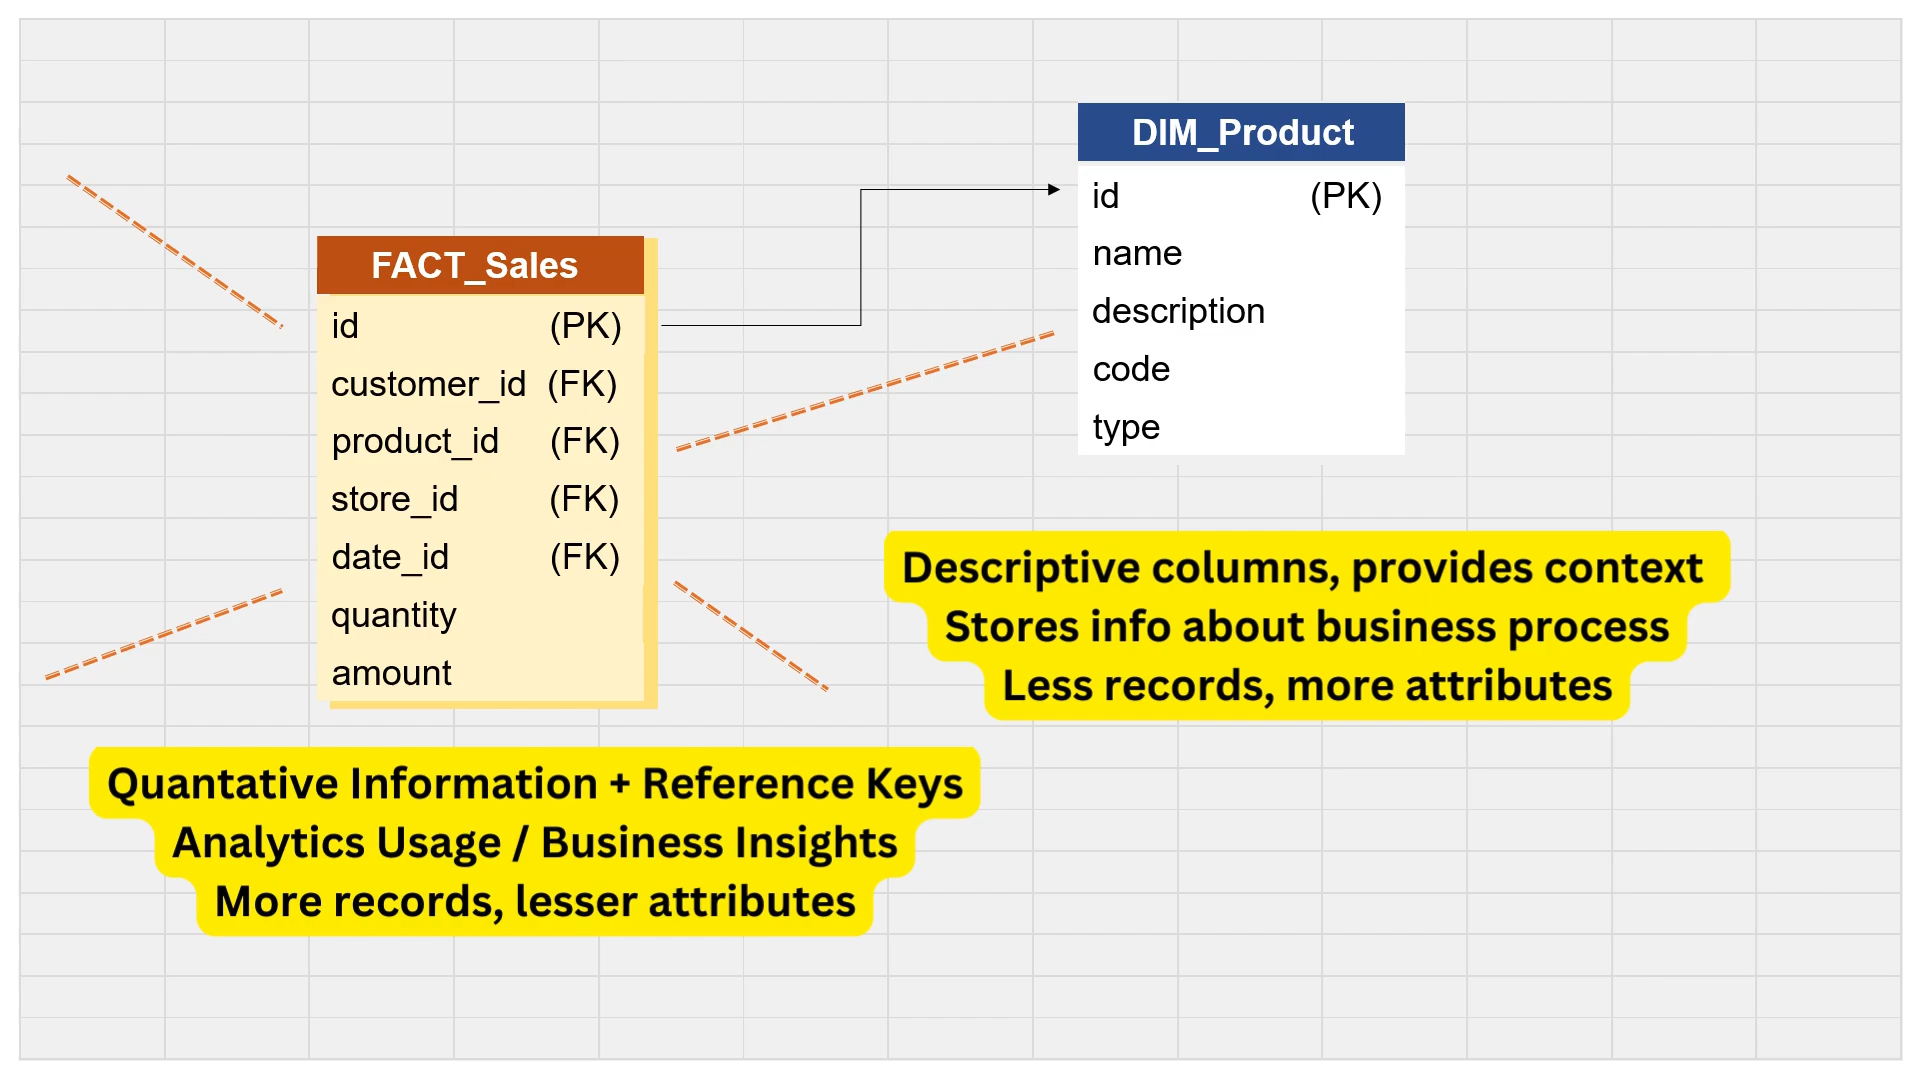 DIM_Product
id (PK)
name
description
code
type
FACT_Sales
id (PK)
customer_id (FK)
product_id (FK)
store_id (FK)
date_id (FK)
quantity
amount
Descriptive columns, provides context
Stores info about business process
Less records, more attributes
Quantative Information + Reference Keys
Analytics Usage / Business Insights
More records, lesser attributes